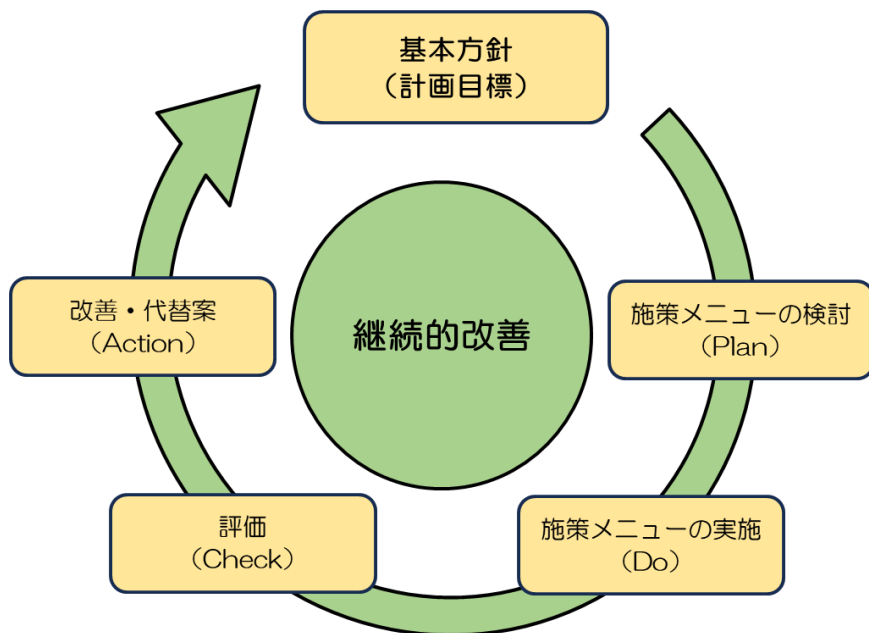 基本方針
（計画目標）
施策メニューの検討
（Plan）
施策メニューの実施
（Do）
評価
（Check）
改善・代替案
（Action）
継続的改善